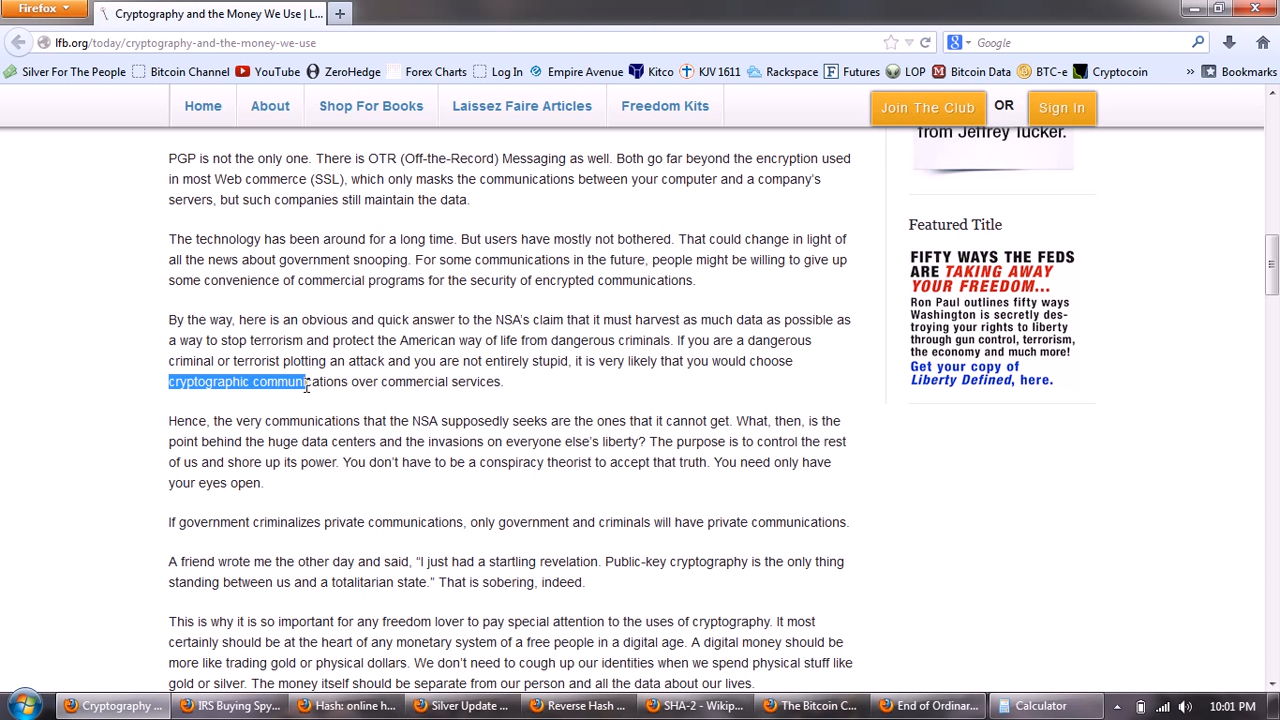 Firefox
Cryptography and the Money We Use | L...
lfb.org/today/cryptography-and-the-money-we-use
Google
Silver For The People
Bitcoin Channel
YouTube
ZeroHedge
Forex Charts
Log In
Empire Avenue
Kitco
KJV 1611
Rackspace
Futures
LOP
Bitcoin Data
BTC-e
Cryptocoin
»
Bookmarks
Home
About
Shop For Books
Laissez Faire Articles
Freedom Kits
Join The Club
OR
Sign In
from Jeffrey Tucker.
PGP is not the only one. There is OTR (Off-the-Record) Messaging as well. Both go far beyond the encryption used
in most Web commerce (SSL), which only masks the communications between your computer and a company's
servers, but such companies still maintain the data.
The technology has been around for a long time. But users have mostly not bothered. That could change in light of
all the news about government snooping. For some communications in the future, people might be willing to give up
some convenience of commercial programs for the security of encrypted communications.
By the way, here is an obvious and quick answer to the NSA's claim that it must harvest as much data as possible as
a way to stop terrorism and protect the American way of life from dangerous criminals. If you are a dangerous
criminal or terrorist plotting an attack and you are not entirely stupid, it is very likely that you would choose
cryptographic communications over commercial services.
Hence, the very communications that the NSA supposedly seeks are the ones that it cannot get. What, then, is the
point behind the huge data centers and the invasions on everyone else's liberty? The purpose is to control the rest
of us and shore up its power. You don't have to be a conspiracy theorist to accept that truth. You need only have
your eyes open.
If government criminalizes private communications, only government and criminals will have private communications.
A friend wrote me the other day and said, “I just had a startling revelation. Public-key cryptography is the only thing
standing between us and a totalitarian state.” That is sobering, indeed.
This is why it is so important for any freedom lover to pay special attention to the uses of cryptography. It most
certainly should be at the heart of any monetary system of a free people in a digital age. A digital money should be
more like trading gold or physical dollars. We don't need to cough up our identities when we spend physical stuff like
gold or silver. The money itself should be separate from our person and all the data about our lives.
Featured Title
FIFTY WAYS THE FEDS
ARE TAKING AWAY
YOUR FREEDOM...
Ron Paul outlines fifty ways
Washington is secretly des-
troying your rights to liberty
through gun control, terrorism,
the economy and much more!
Get your copy of
Liberty Defined, here.
Cryptography ...
IRS Buying Spy...
Hash: online h...
Silver Update ...
Reverse Hash ...
SHA-2 - Wikip...
The Bitcoin C...
End of Ordinar...
Calculator
10:01 PM